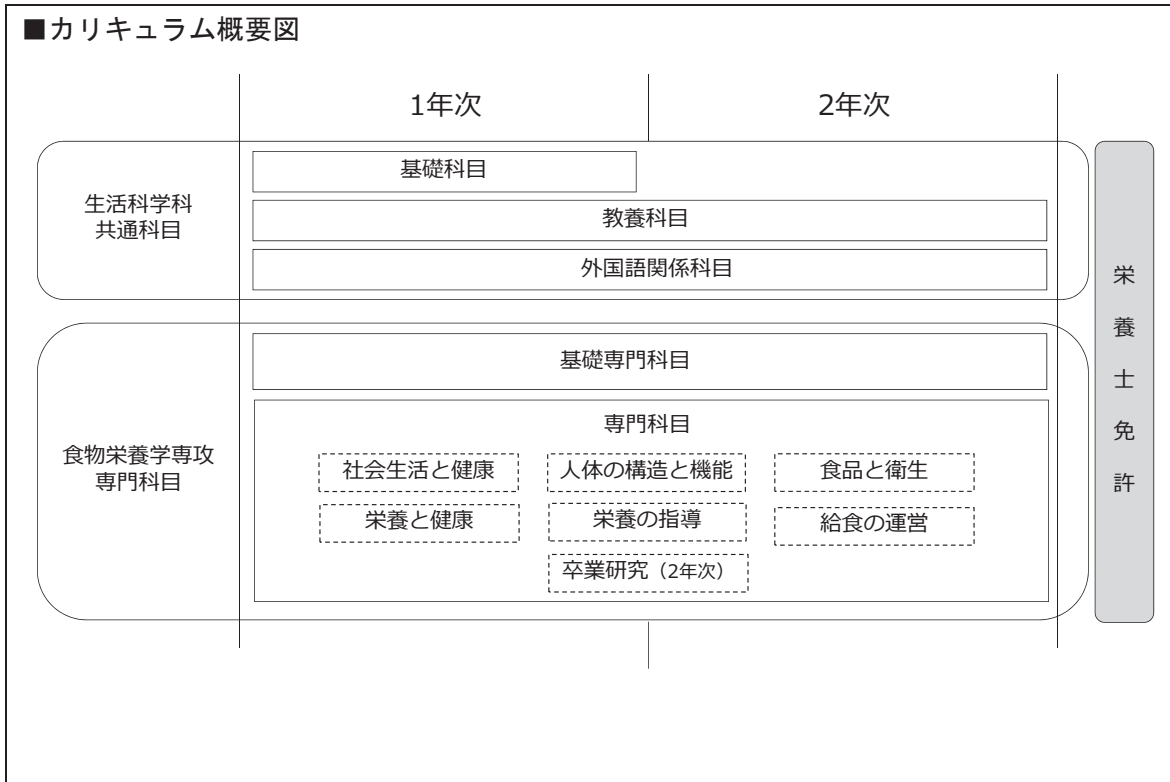 ■カリキュラム概要図
1年次
2年次
生活科学科
共通科目
基礎科目
教養科目
外国語関係科目
食物栄養学専攻
専門科目
基礎専門科目
専門科目
社会生活と健康
人体の構造と機能
食品と衛生
栄養と健康
栄養の指導
給食の運営
卒業研究（2年次）
栄養士免許